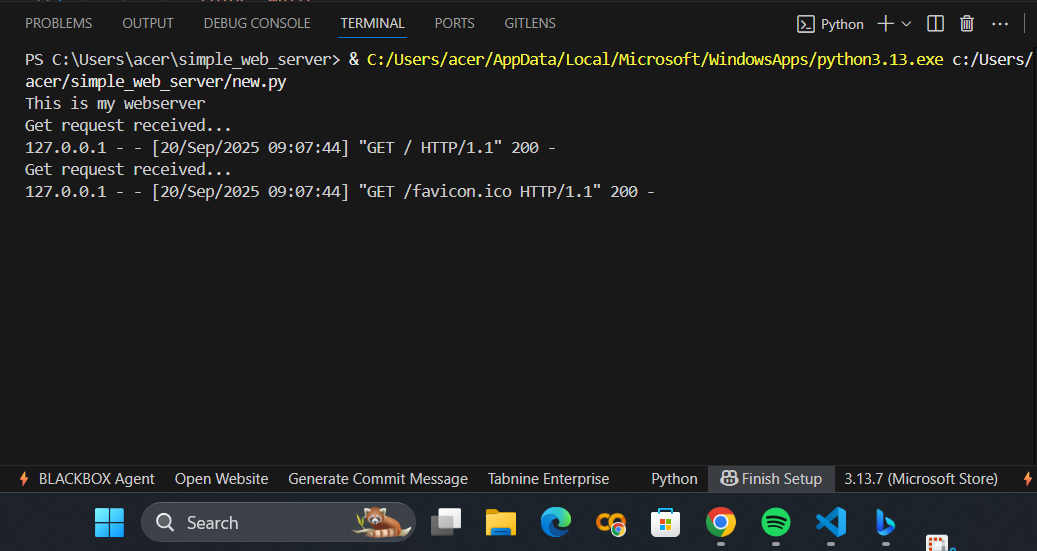 PROBLEMS OUTPUT DEBUG CONSOLE TERMINAL PORTS GITLENS Python
PS C:\Users\acer\simple_web_server> & C:/Users/acer/AppData/Local/Microsoft/WindowsApps/python3.13.exe c:/Users/
acer/simple_web_server/new.py
This is my webserver
Get request received...
127.0.0.1 - - [20/Sep/2025 09:07:44] "GET / HTTP/1.1" 200 -
Get request received...
127.0.0.1 - - [20/Sep/2025 09:07:44] "GET /favicon.ico HTTP/1.1" 200 -
BLACKBOX Agent Open Website Generate Commit Message Tabnine Enterprise Python Finish Setup 3.13.7 (Microsoft Store)
Search